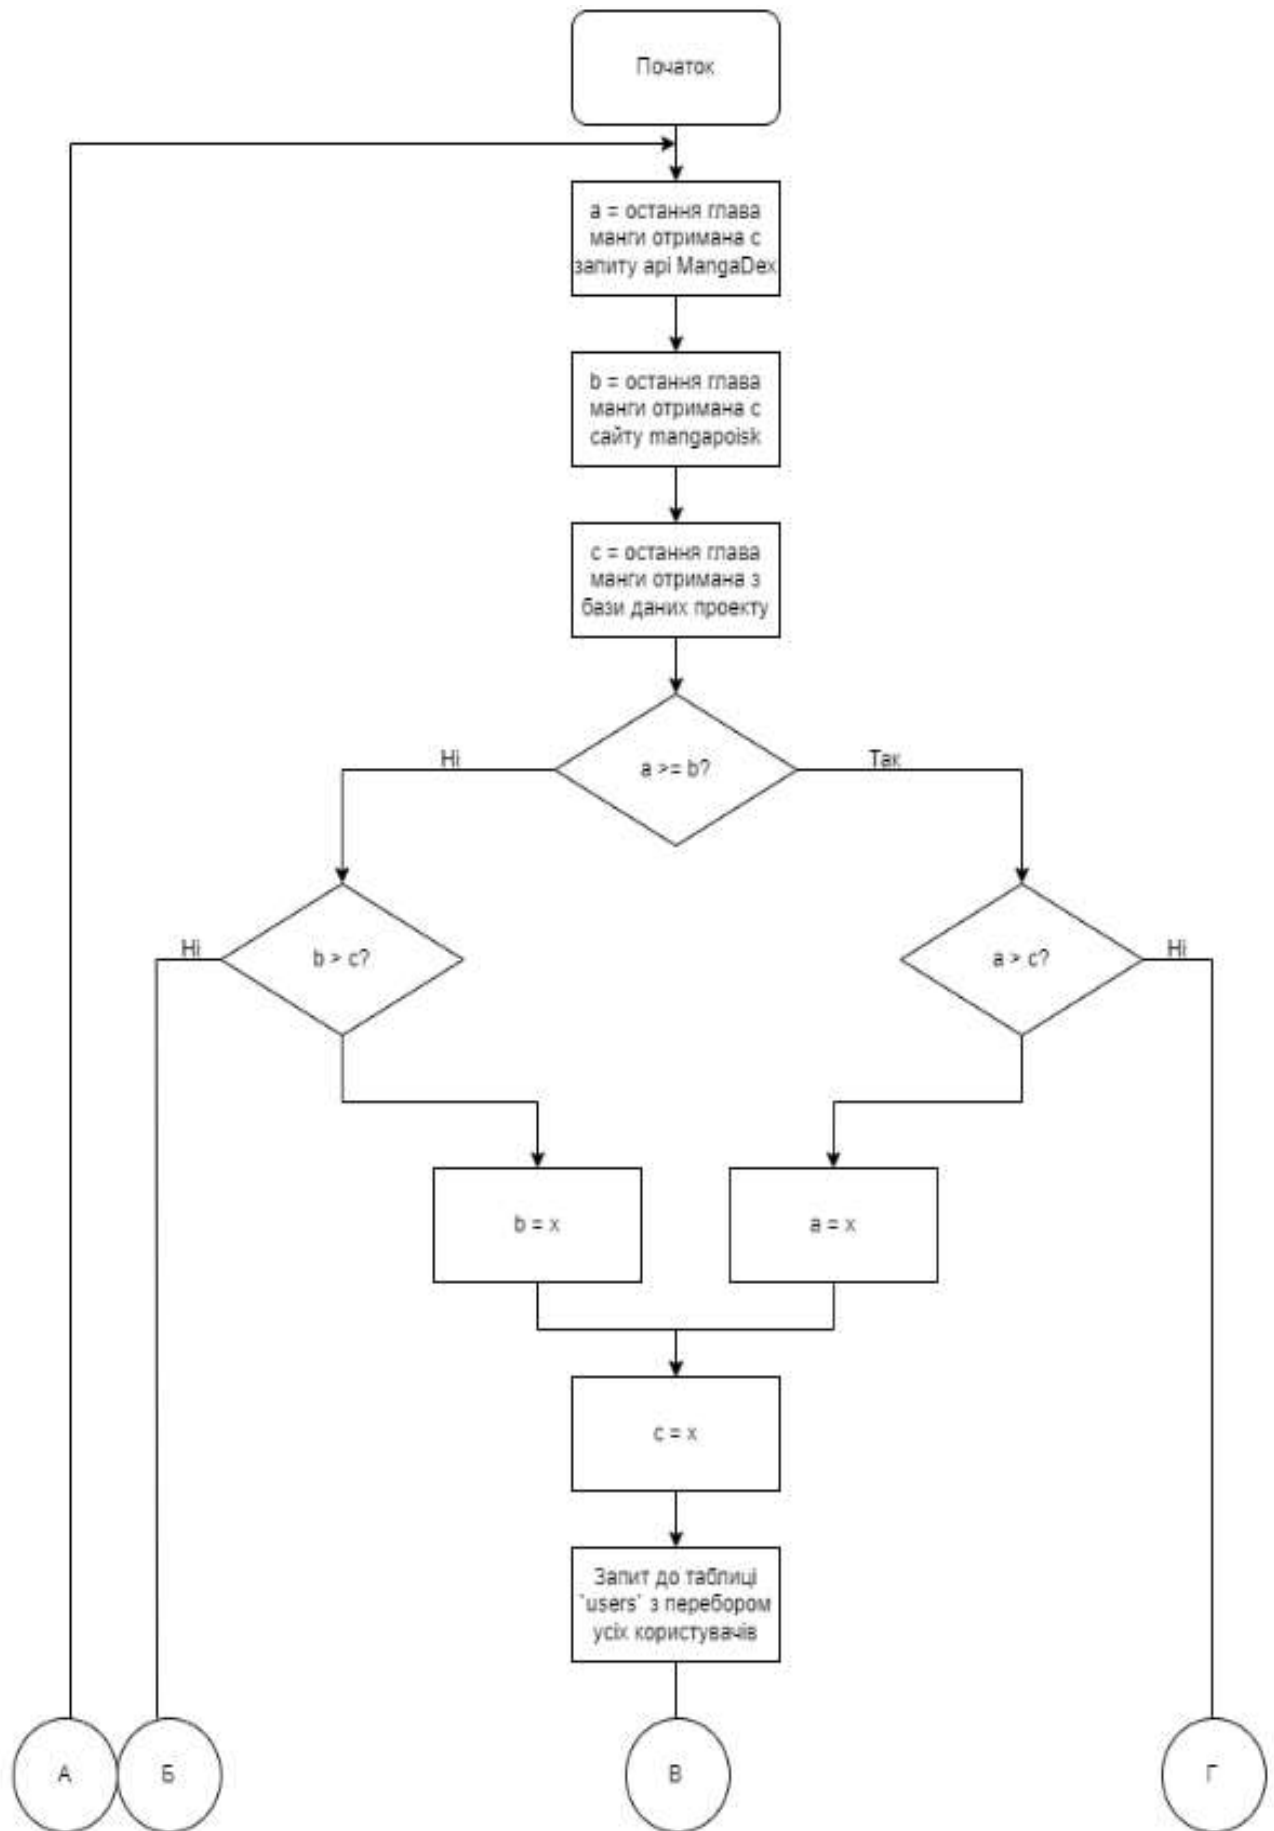 Початок
a = остання глава
манги отримана с
запиту api MangaDex
b = остання глава
манги отримана с
сайту mangapoisk
c = остання глава
манги отримана з
бази даних проекту
Ні
a >= b?
Так
Ні
b > c?
a > c?
Ні
b = x
a = x
c = x
Запит до таблиці
`users` з перебором
усіх користувачів
А
Б
В
Г